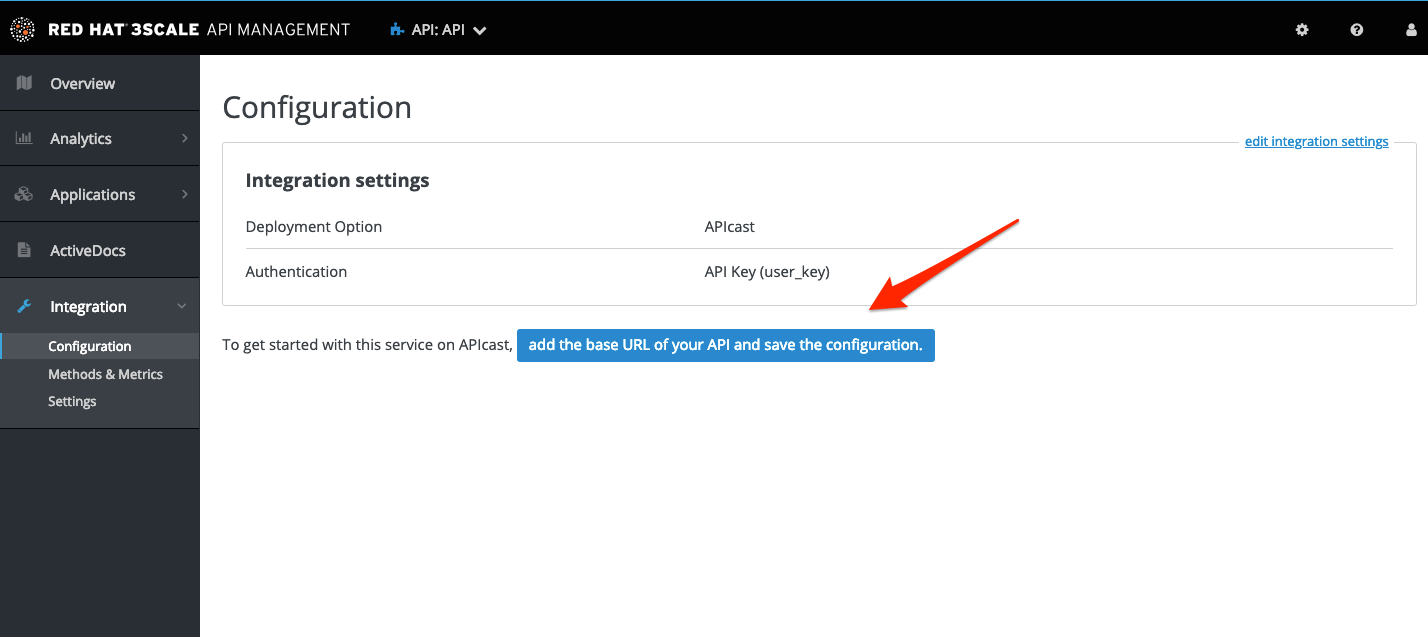 RED HAT 3SCALE API MANAGEMENT API: API
Overview
Analytics
Applications
ActiveDocs
Integration
Configuration
Methods & Metrics
Settings
Configuration
edit integration settings
Integration settings
Deployment Option APIcast
Authentication API Key (user_key)
To get started with this service on APIcast, add the base URL of your API and save the configuration.